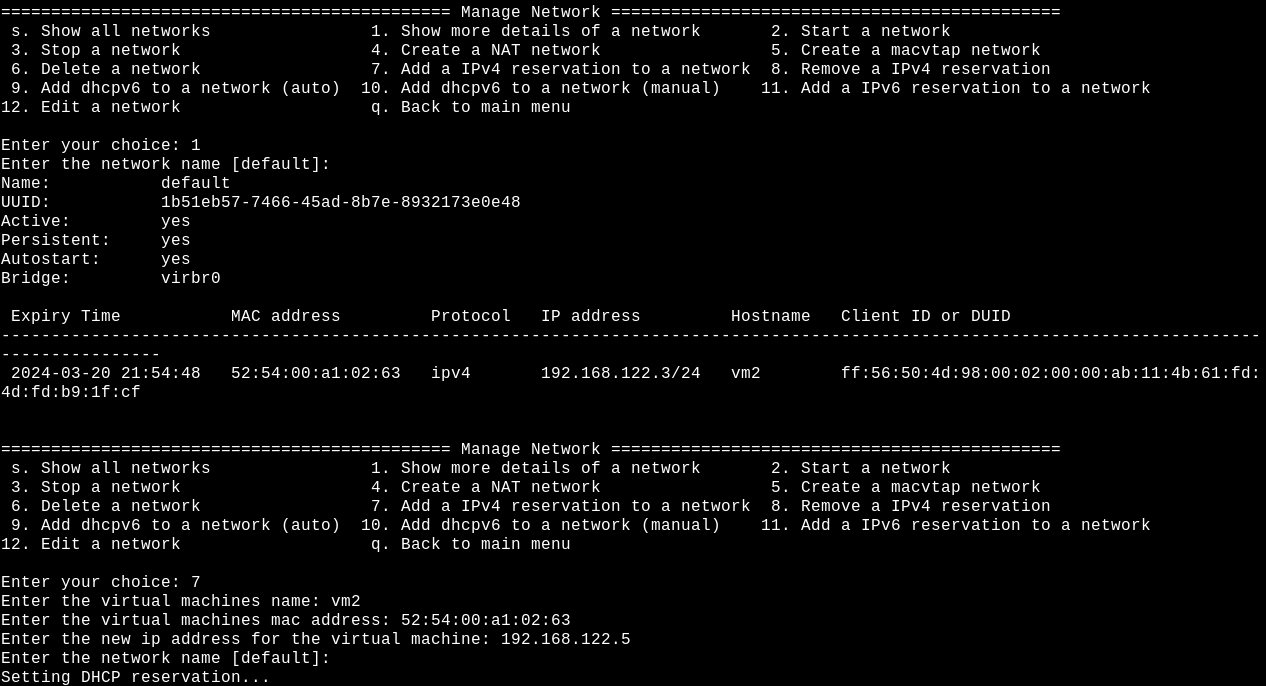 ============================================= Manage Network =============================================
 s. Show all networks                1. Show more details of a network       2. Start a network
 3. Stop a network                   4. Create a NAT network                 5. Create a macvtap network
 6. Delete a network                 7. Add a IPv4 reservation to a network  8. Remove a IPv4 reservation
 9. Add dhcpv6 to a network (auto)  10. Add dhcpv6 to a network (manual)    11. Add a IPv6 reservation to a network
12. Edit a network                   q. Back to main menu

Enter your choice: 1
Enter the network name [default]:
Name:           default
UUID:           1b51eb57-7466-45ad-8b7e-8932173e0e48
Active:         yes
Persistent:     yes
Autostart:      yes
Bridge:         virbr0

 Expiry Time           MAC address         Protocol   IP address         Hostname   Client ID or DUID
------------------------------------------------------------------------------------------------------------------------------
----------------
 2024-03-20 21:54:48   52:54:00:a1:02:63   ipv4       192.168.122.3/24   vm2        ff:56:50:4d:98:00:02:00:00:ab:11:4b:61:fd:
4d:fd:b9:1f:cf


============================================= Manage Network =============================================
 s. Show all networks                1. Show more details of a network       2. Start a network
 3. Stop a network                   4. Create a NAT network                 5. Create a macvtap network
 6. Delete a network                 7. Add a IPv4 reservation to a network  8. Remove a IPv4 reservation
 9. Add dhcpv6 to a network (auto)  10. Add dhcpv6 to a network (manual)    11. Add a IPv6 reservation to a network
12. Edit a network                   q. Back to main menu

Enter your choice: 7
Enter the virtual machines name: vm2
Enter the virtual machines mac address: 52:54:00:a1:02:63
Enter the new ip address for the virtual machine: 192.168.122.5
Enter the network name [default]:
Setting DHCP reservation...